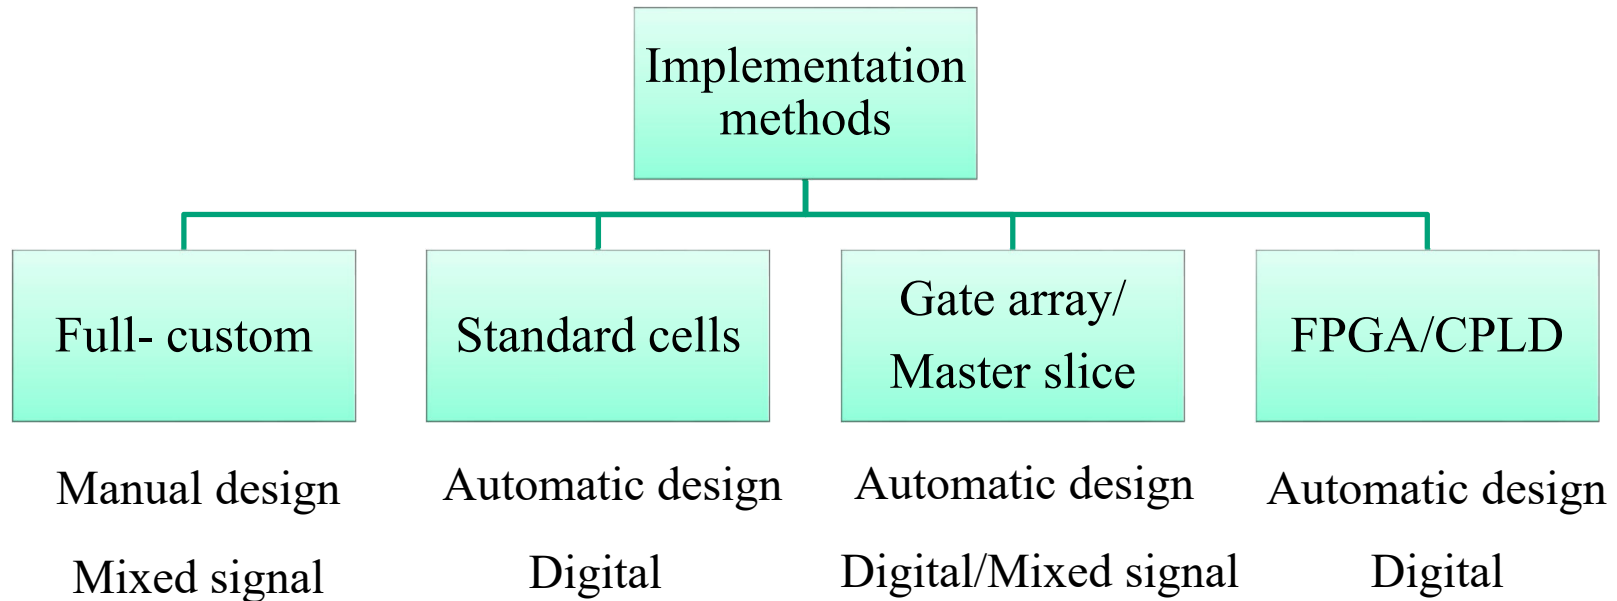 Implementation
methods
Full- custom
Standard cells
Gate array/
Master slice
FPGA/CPLD
Manual design
Automatic design
Automatic design
Automatic design
Mixed signal
Digital
Digital/Mixed signal
Digital